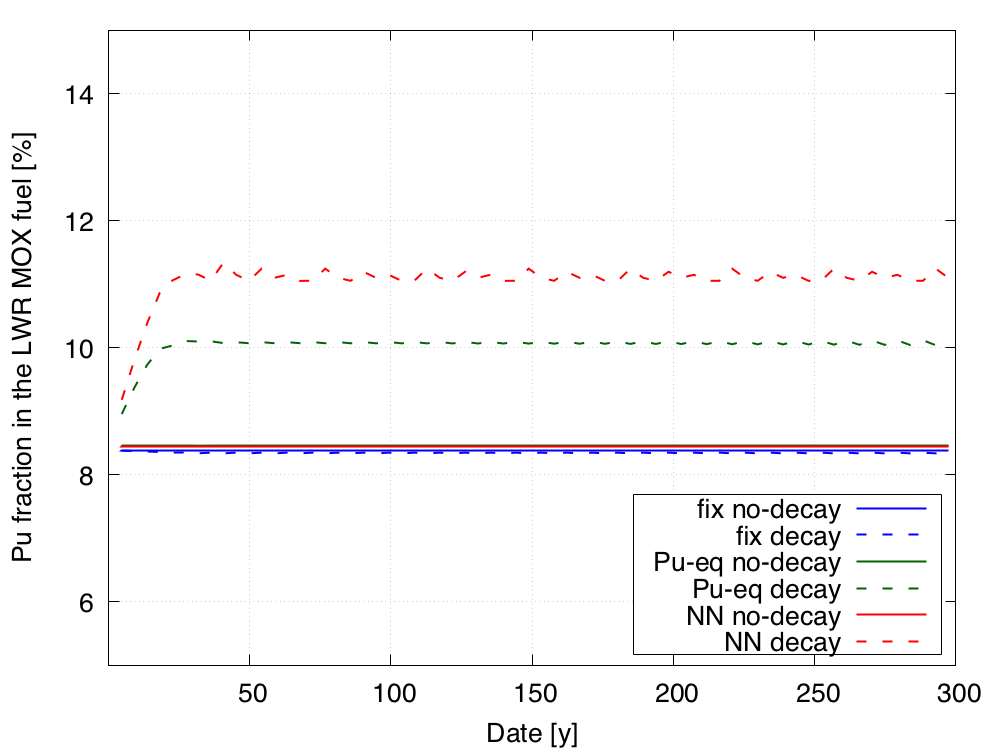 Pu fraction in the LWR MOX fuel [%]
14
12
10
8
6
fix no-decay
fix decay
Pu-eq no-decay
Pu-eq decay
NN no-decay
NN decay
50 100 150 200 250 300
Date [y]